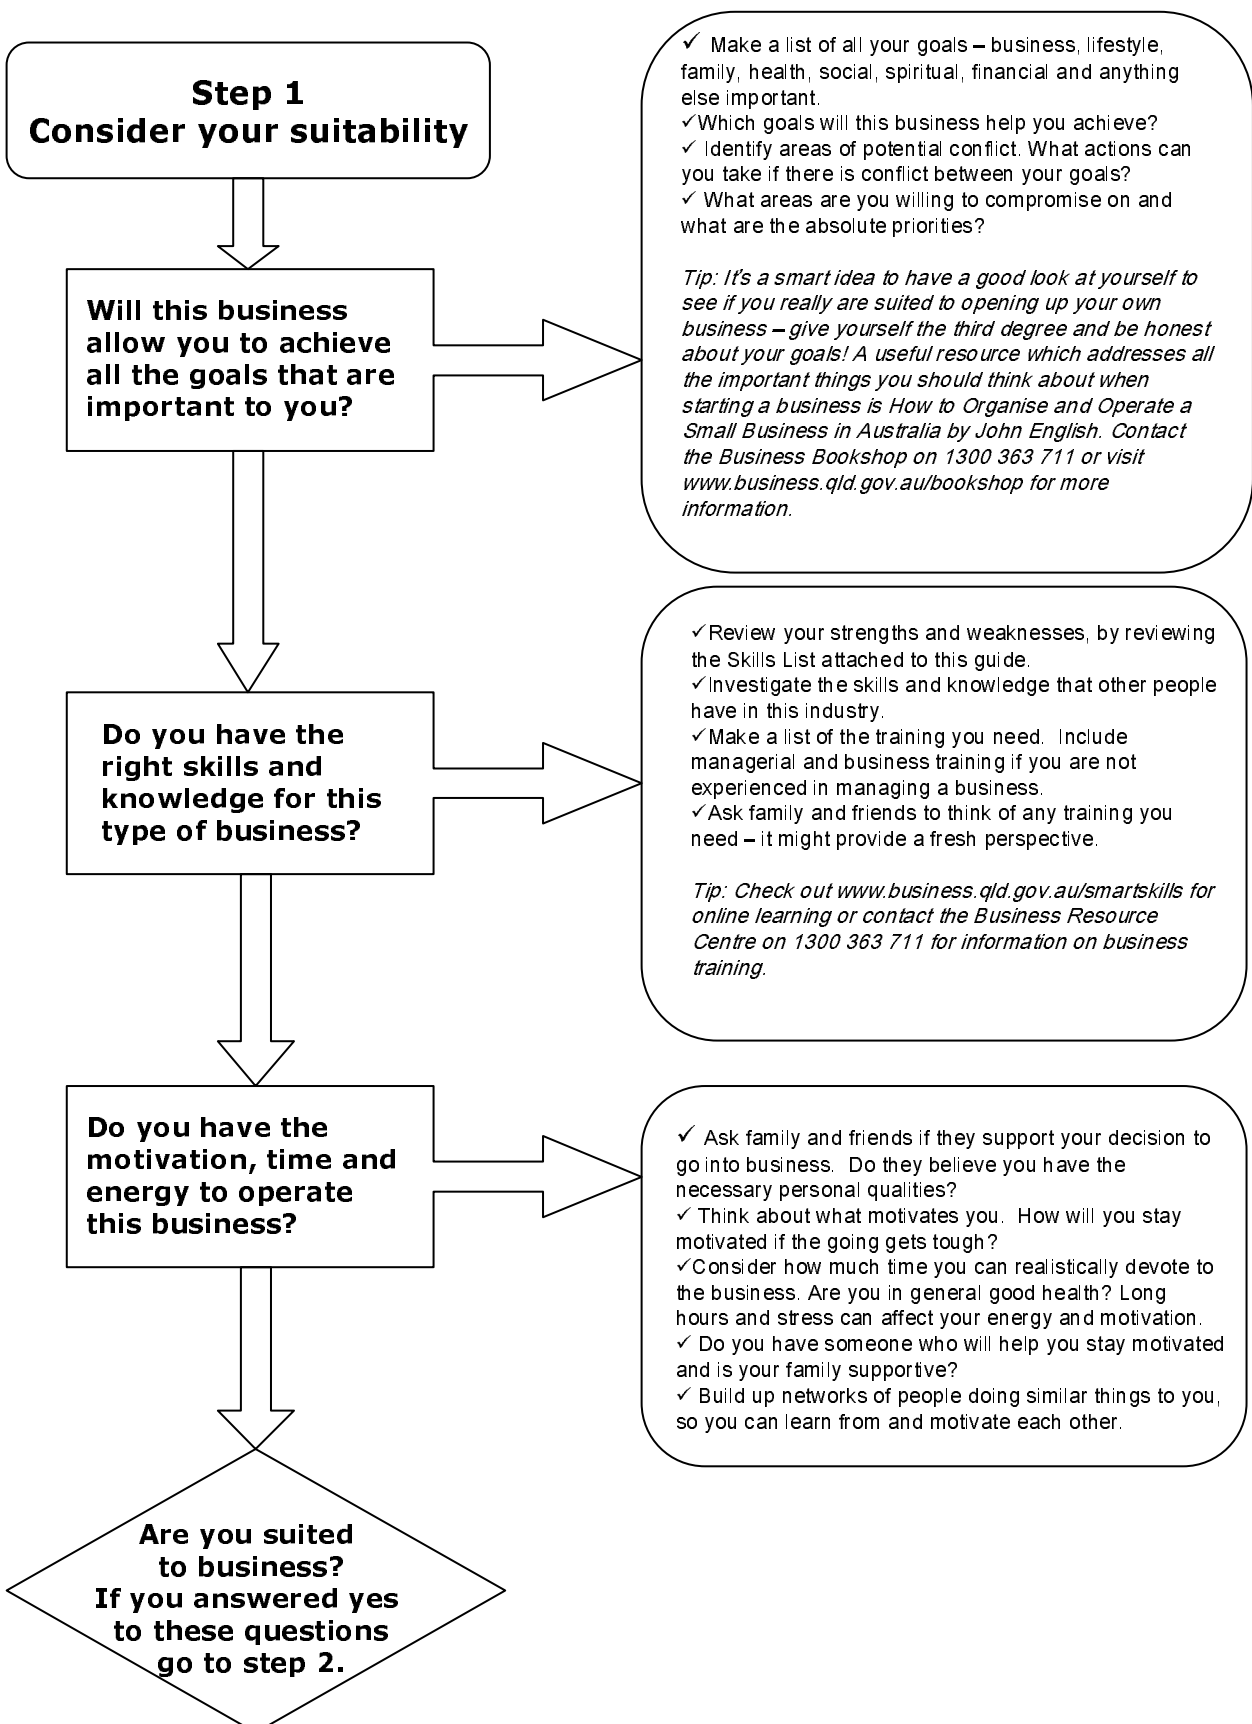 Step 1
Consider your suitability
✓ Make a list of all your goals – business, lifestyle,
family, health, social, spiritual, financial and anything
else important.
✓Which goals will this business help you achieve?
✓ Identify areas of potential conflict. What actions can
you take if there is conflict between your goals?
✓ What areas are you willing to compromise on and
what are the absolute priorities?
Tip: It's a smart idea to have a good look at yourself to
see if you really are suited to opening up your own
business – give yourself the third degree and be honest
about your goals! A useful resource which addresses all
the important things you should think about when
starting a business is How to Organise and Operate a
Small Business in Australia by John English. Contact
the Business Bookshop on 1300 363 711 or visit
www.business.qld.gov.au/bookshop for more
information.
Will this business
allow you to achieve
all the goals that are
important to you?
✓Review your strengths and weaknesses, by reviewing
the Skills List attached to this guide.
✓Investigate the skills and knowledge that other people
have in this industry.
✓Make a list of the training you need.  Include
managerial and business training if you are not
experienced in managing a business.
✓Ask family and friends to think of any training you
need – it might provide a fresh perspective.
Tip: Check out www.business.qld.gov.au/smartskills for
online learning or contact the Business Resource
Centre on 1300 363 711 for information on business
training.
Do you have the
right skills and
knowledge for this
type of business?
✓ Ask family and friends if they support your decision to
go into business.  Do they believe you have the
necessary personal qualities?
✓ Think about what motivates you.  How will you stay
motivated if the going gets tough?
✓Consider how much time you can realistically devote to
the business. Are you in general good health? Long
hours and stress can affect your energy and motivation.
✓ Do you have someone who will help you stay motivated
and is your family supportive?
✓ Build up networks of people doing similar things to you,
so you can learn from and motivate each other.
Do you have the
motivation, time and
energy to operate
this business?
Are you suited
to business?
If you answered yes
to these questions
go to step 2.